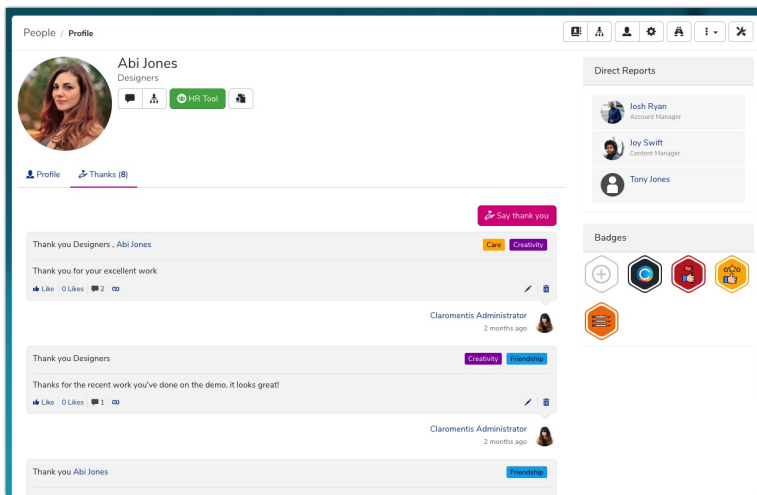 People / Profile
Abi Jones
Designers
HR Tool
Profile
Thanks (8)
Say thank you
Thank you Designers , Abi Jones
Care
Creativity
Thank you for your excellent work
Like
0 Likes
2
Claromentis Administrator
2 months ago
Thank you Designers
Creativity
Friendship
Thanks for the recent work you've done on the demo, it looks great!
Like
0 Likes
1
Claromentis Administrator
2 months ago
Thank you Abi Jones
Friendship
Direct Reports
Josh Ryan
Account Manager
Joy Swift
Content Manager
Tony Jones
Badges